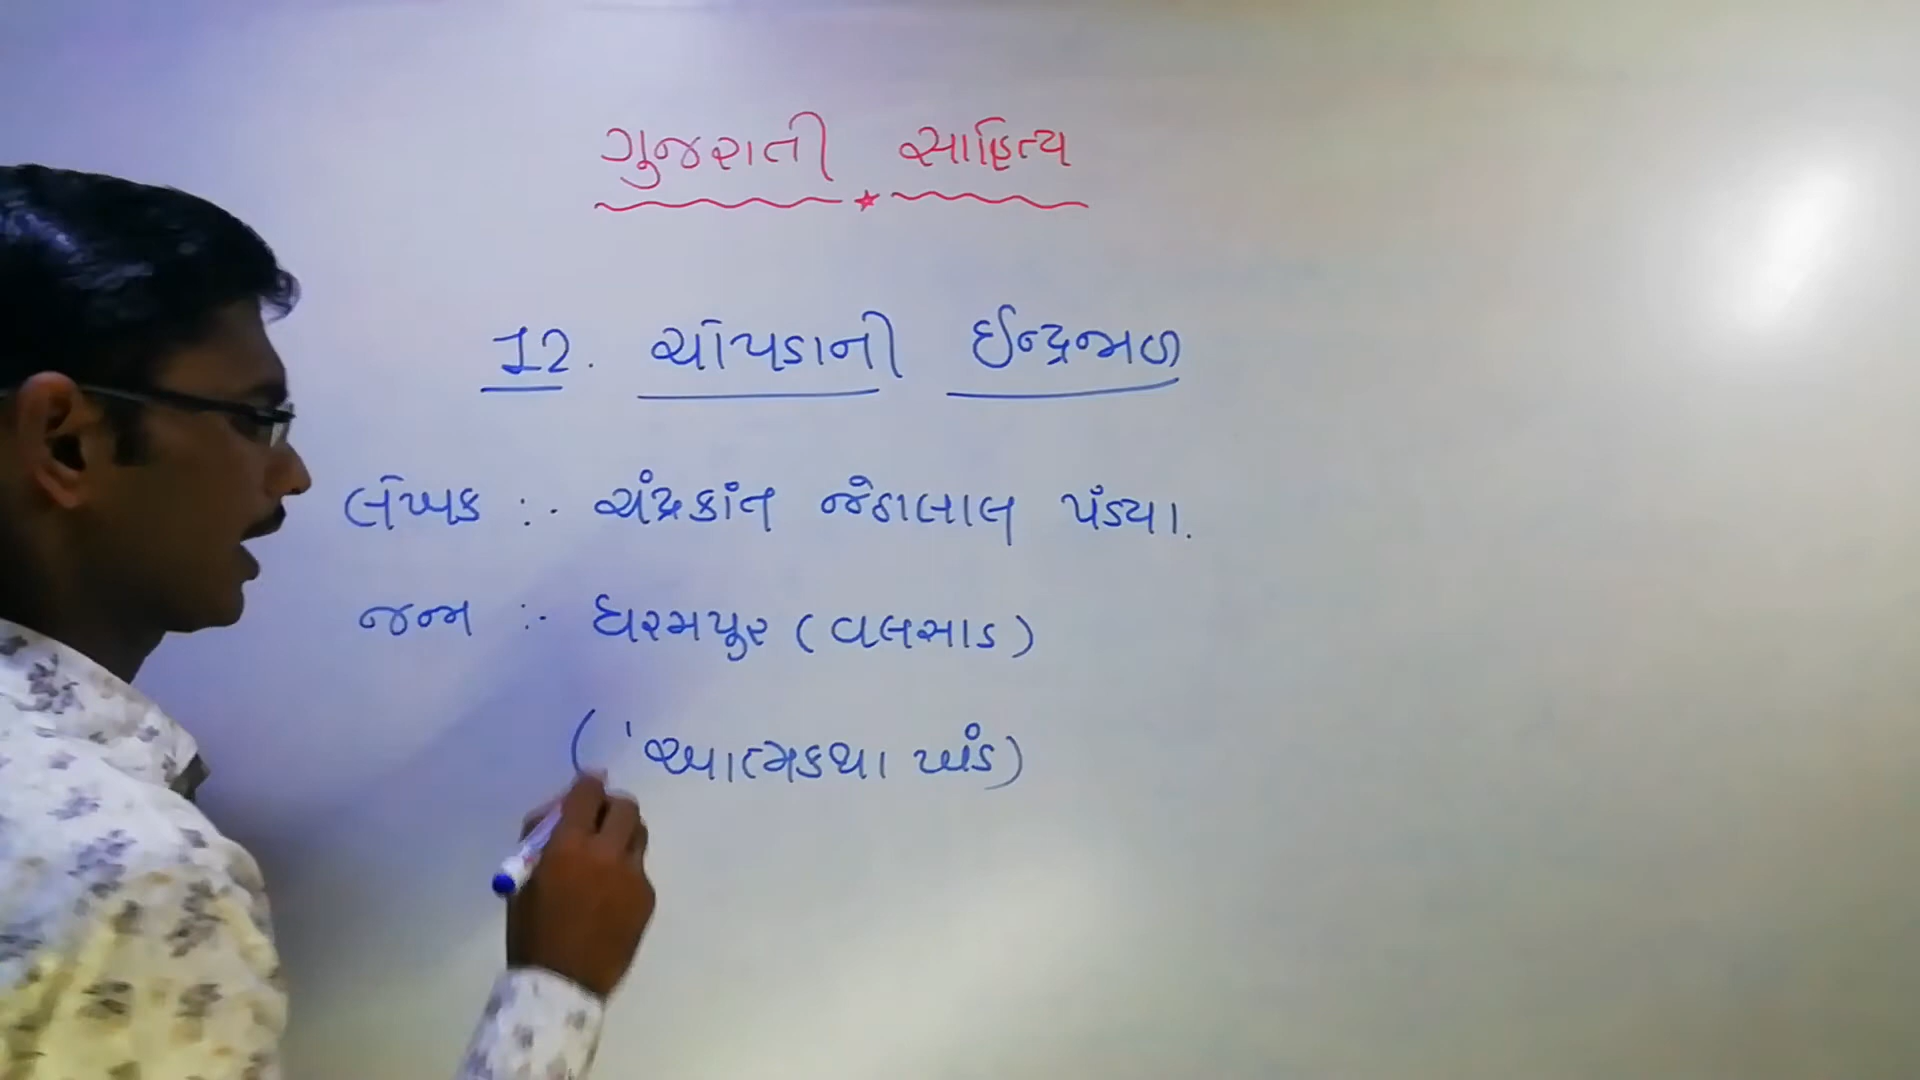 ગુજરાતી સાહિત્ય
12. ચોપડાની ઈન્દ્રજાળ
લેખક :- ચંદ્રકાંત જેઠાલાલ પંડ્યા.
જન્મ :- ધરમપુર (વલસાડ)
('આત્મકથા ખંડ)